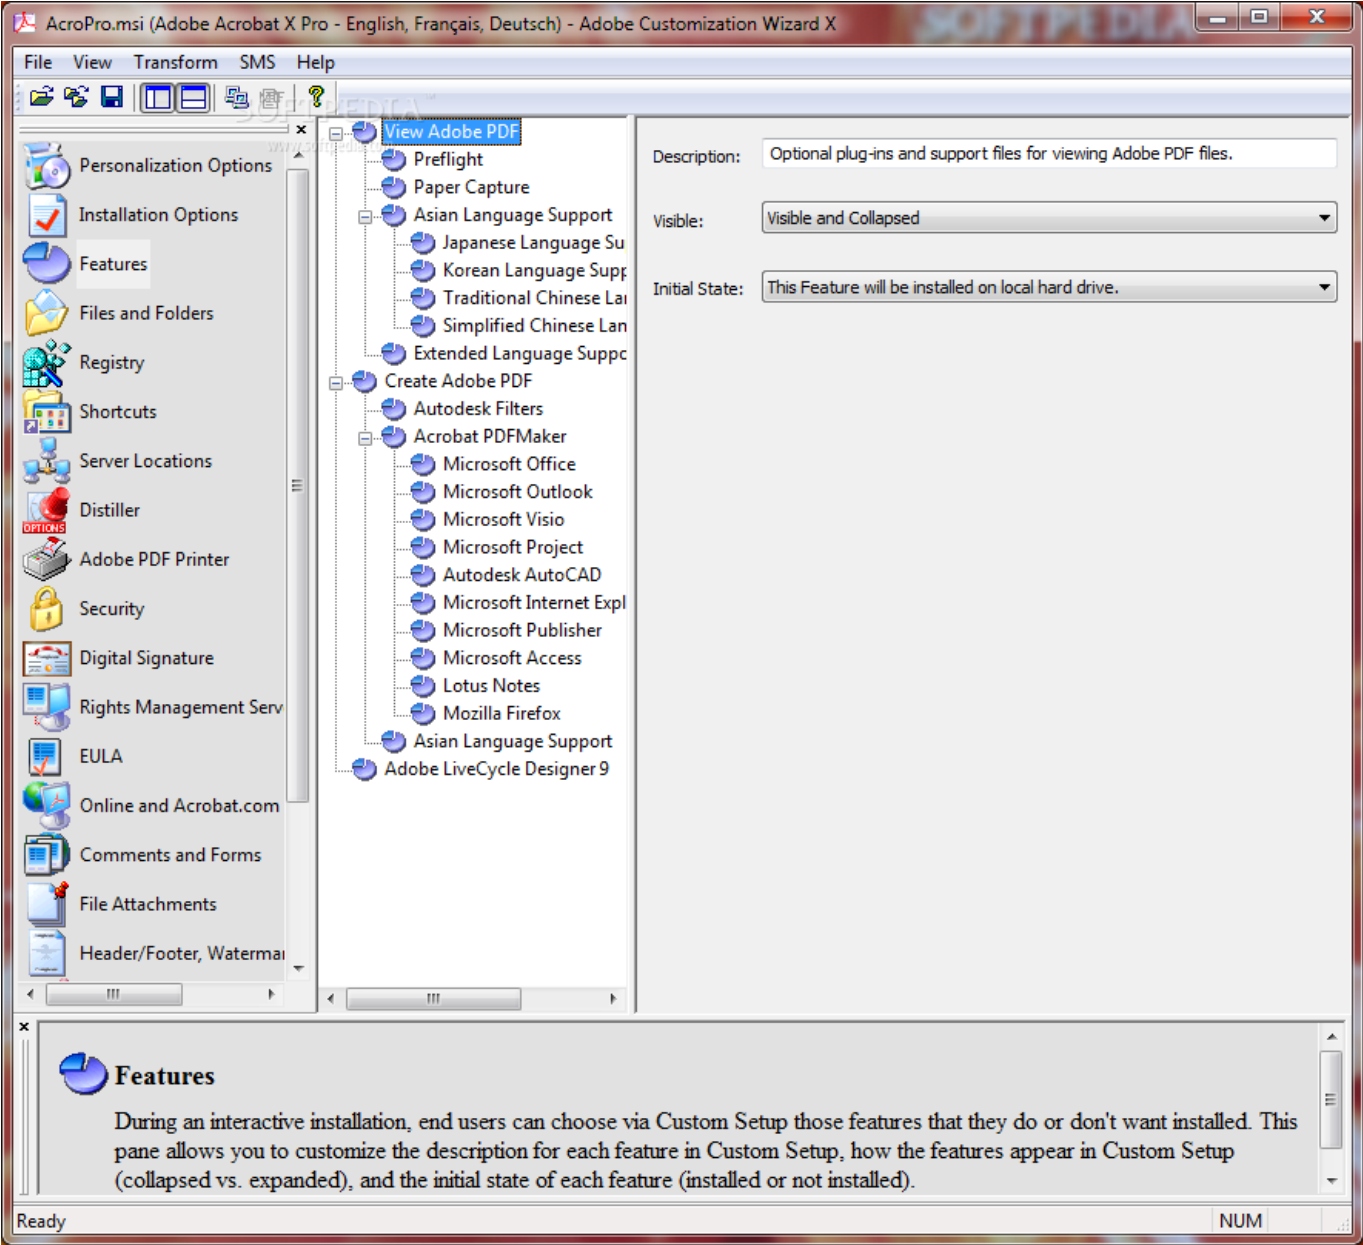 AcroPro.msi (Adobe Acrobat X Pro - English, Français, Deutsch) - Adobe Customization Wizard X
SOFTPEDIA
File View Transform SMS Help
SOFTPEDIA
Personalization Options
Installation Options
Features
Files and Folders
Registry
Shortcuts
Server Locations
OPTIONS
Distiller
Adobe PDF Printer
Security
Digital Signature
Rights Management Serv
EULA
Online and Acrobat.com
Comments and Forms
File Attachments
Header/Footer, Waterma
View Adobe PDF
Preflight
Paper Capture
Asian Language Support
Japanese Language Su
Korean Language Supp
Traditional Chinese La
Simplified Chinese Lan
Extended Language Suppo
Create Adobe PDF
Autodesk Filters
Acrobat PDFMaker
Microsoft Office
Microsoft Outlook
Microsoft Visio
Microsoft Project
Autodesk AutoCAD
Microsoft Internet Expl
Microsoft Publisher
Microsoft Access
Lotus Notes
Mozilla Firefox
Asian Language Support
Adobe LiveCycle Designer 9
Description: Optional plug-ins and support files for viewing Adobe PDF files.
Visible: Visible and Collapsed
Initial State: This Feature will be installed on local hard drive.
Features
During an interactive installation, end users can choose via Custom Setup those features that they do or don't want installed. This
pane allows you to customize the description for each feature in Custom Setup, how the features appear in Custom Setup
(collapsed vs. expanded), and the initial state of each feature (installed or not installed).
Ready NUM